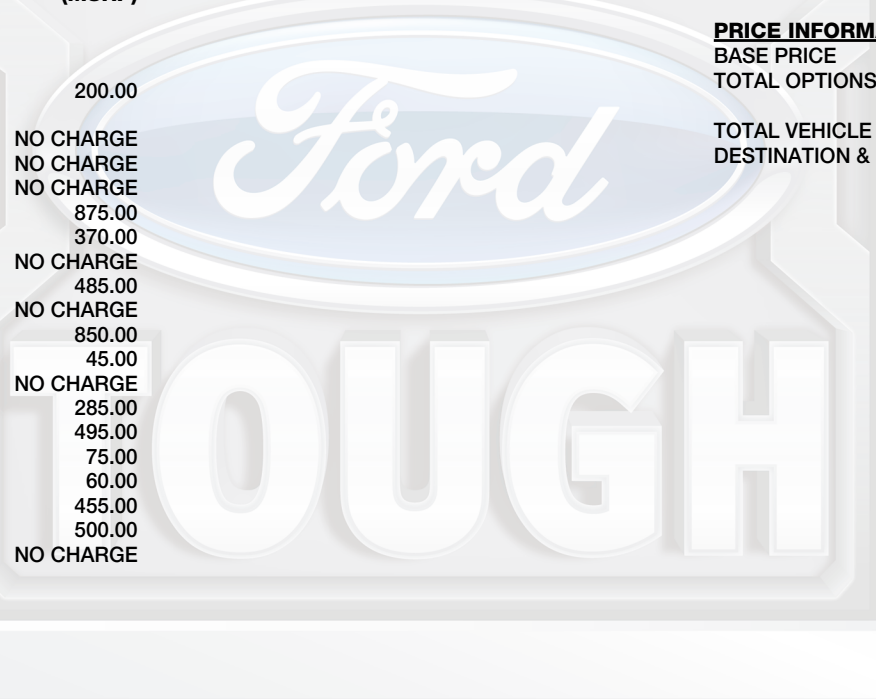 200.00
NO CHARGE
NO CHARGE
NO CHARGE
875.00
370.00
NO CHARGE
485.00
NO CHARGE
850.00
45.00
NO CHARGE
285.00
495.00
75.00
60.00
455.00
500.00
NO CHARGE
PRICE INFORM
BASE PRICE
TOTAL OPTIONS
TOTAL VEHICLE
DESTINATION &
Ford
TOUGH